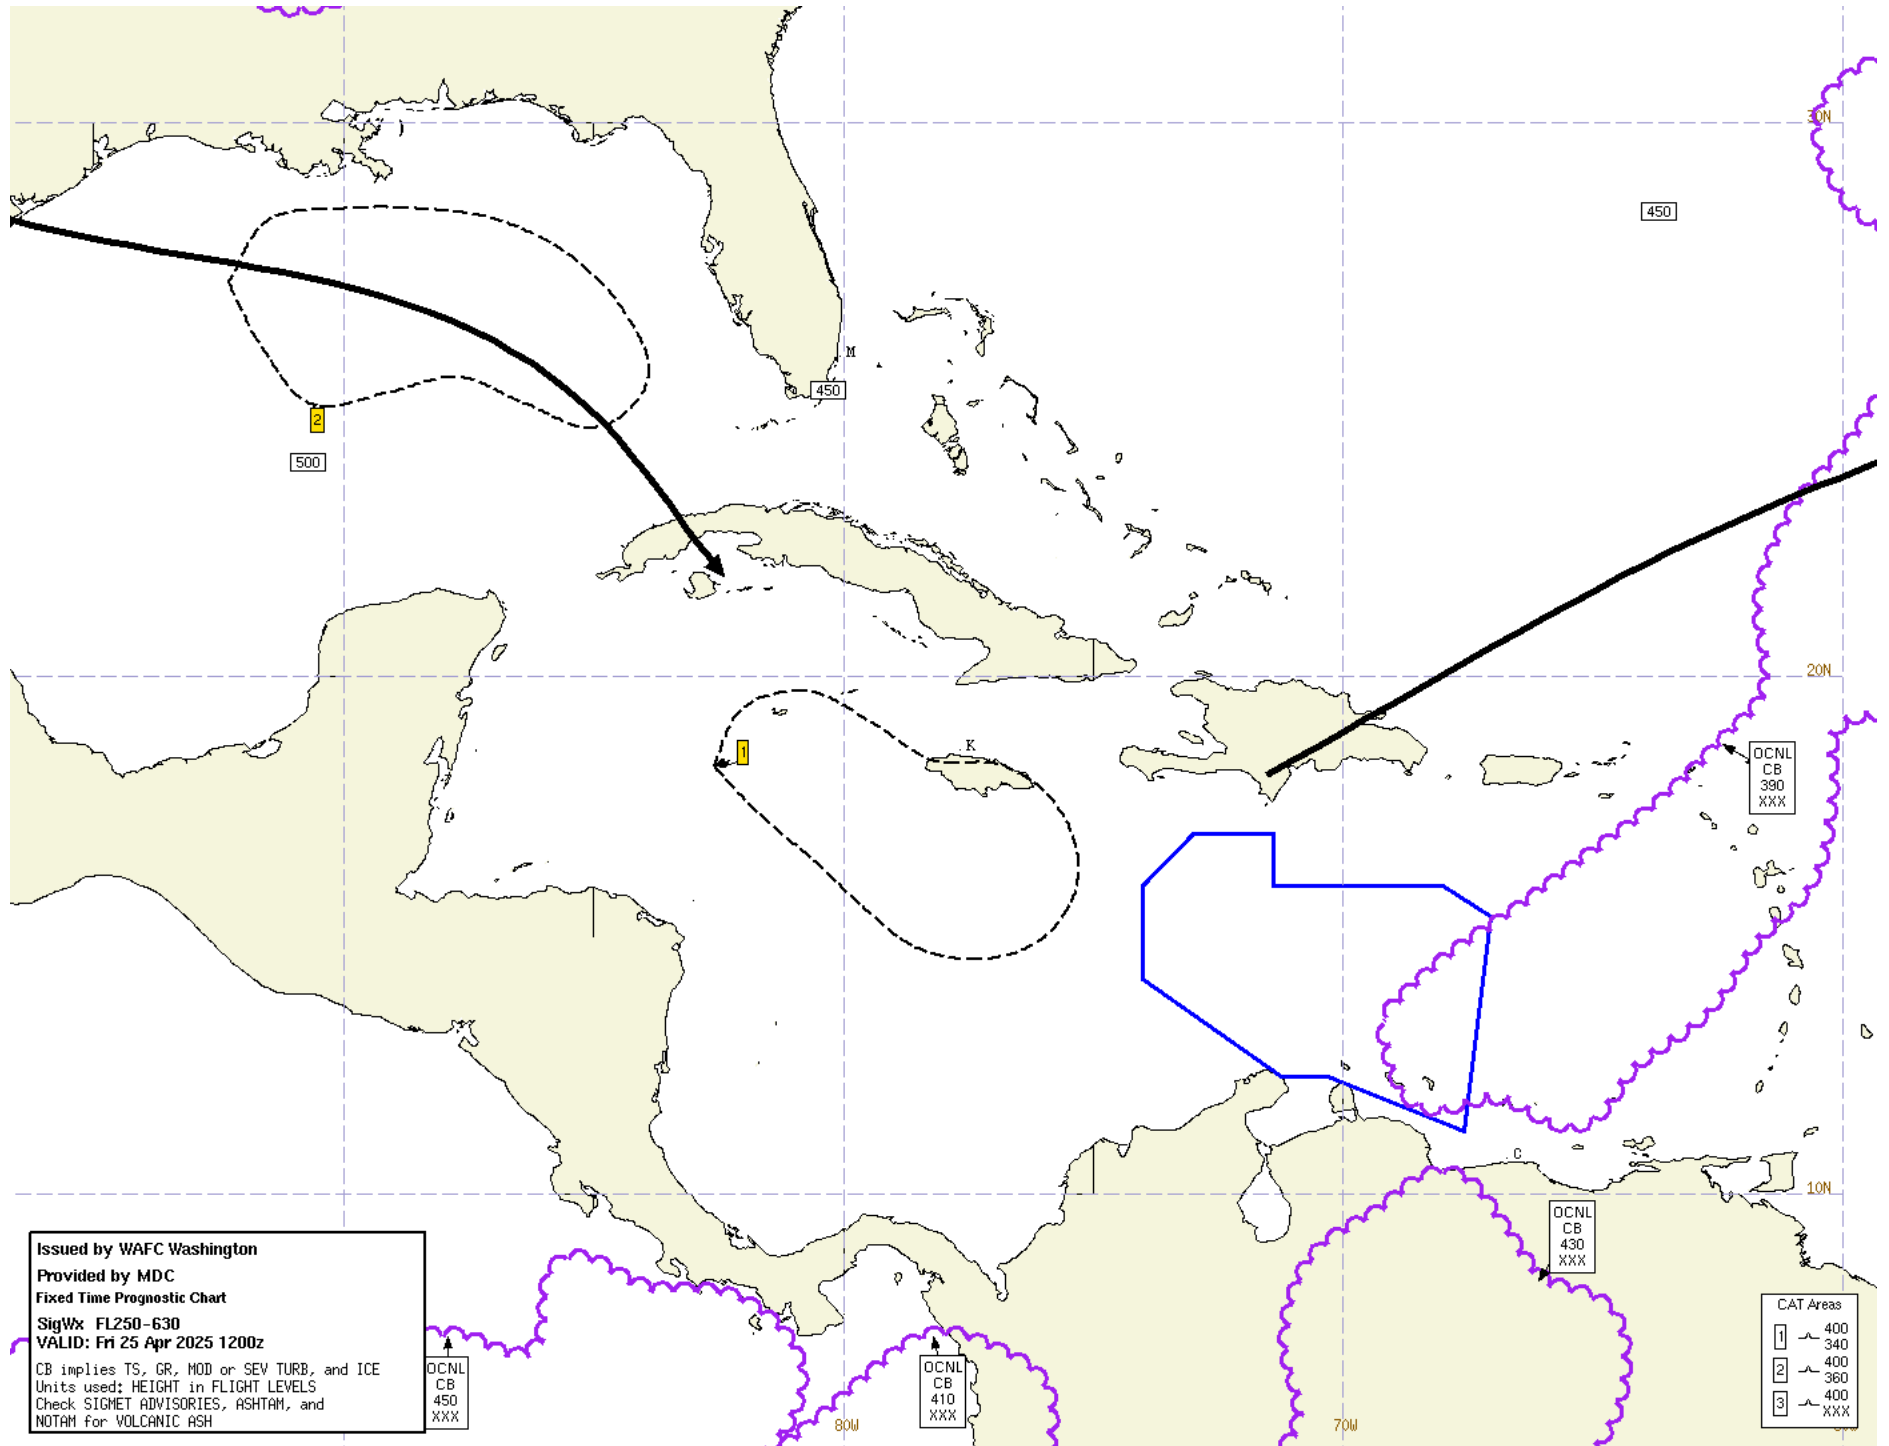 30N
450
M
450
2
500
20N
K
1
OCNL
CB
390
XXX
C
10N
OCNL
CB
430
XXX
Issued by WAFC Washington
Provided by MDC
Fixed Time Prognostic Chart
SigWx FL250-630
VALID: Fri 25 Apr 2025 1200z
CB implies TS, GR, MOD or SEV TURB, and ICE
Units used: HEIGHT in FLIGHT LEVELS
Check SIGMET ADVISORIES, ASHTAM, and
NOTAM for VOLCANIC ASH
OCNL
CB
450
XXX
OCNL
CB
410
XXX
CAT Areas
1 400
340
2 400
360
3 400
XXX
80W
70W